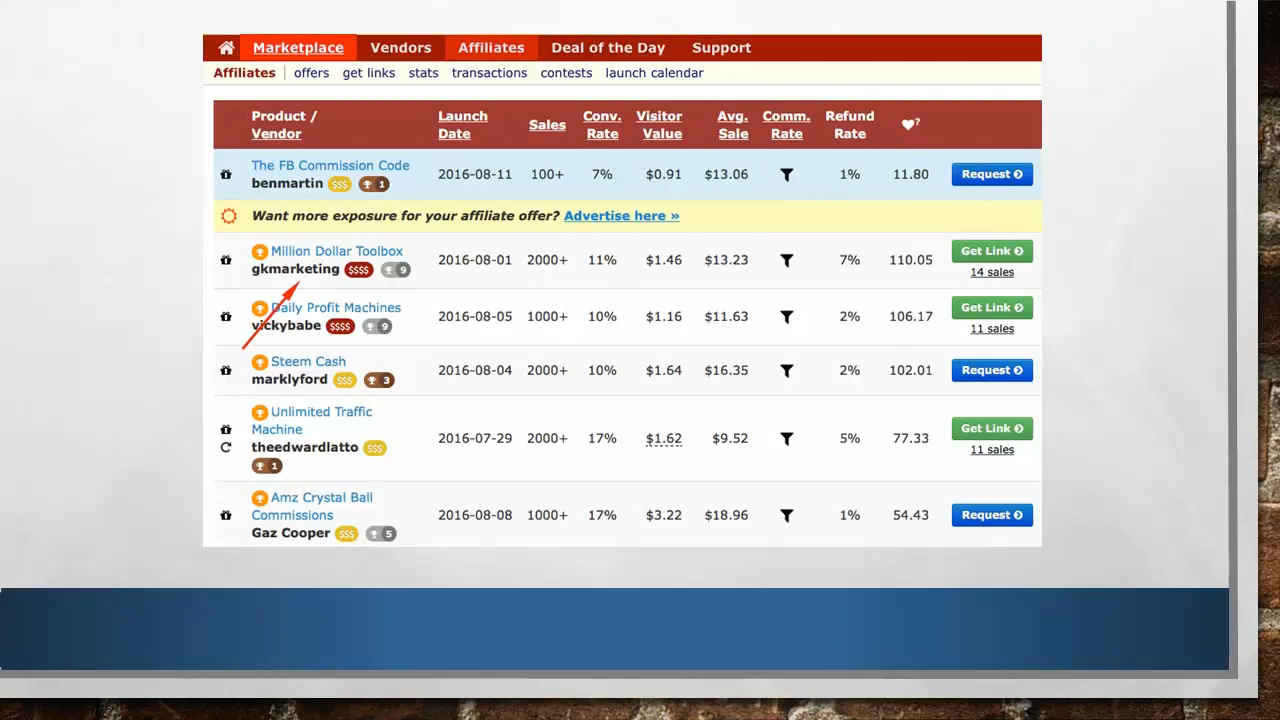 Marketplace Vendors Affiliates Deal of the Day Support
Affiliates offers get links stats transactions contests launch calendar
Product / Launch Sales Conv. Visitor Avg. Comm. Refund ?
Vendor Date Rate Value Sale Rate Rate
The FB Commission Code
benmartin $$$ 1 2016-08-11 100+ 7% $0.91 $13.06 1% 11.80 Request
Want more exposure for your affiliate offer? Advertise here »
Million Dollar Toolbox
gkmarketing $$$$ 9 2016-08-01 2000+ 11% $1.46 $13.23 7% 110.05 Get Link
14 sales
Daily Profit Machines
vickybabe $$$$ 9 2016-08-05 1000+ 10% $1.16 $11.63 2% 106.17 Get Link
11 sales
Steem Cash
marklyford $$$ 3 2016-08-04 2000+ 10% $1.64 $16.35 2% 102.01 Request
Unlimited Traffic
Machine
theedwardlatto $$$
1 2016-07-29 2000+ 17% $1.62 $9.52 5% 77.33 Get Link
11 sales
Amz Crystal Ball
Commissions
Gaz Cooper $$$ 5 2016-08-08 1000+ 17% $3.22 $18.96 1% 54.43 Request